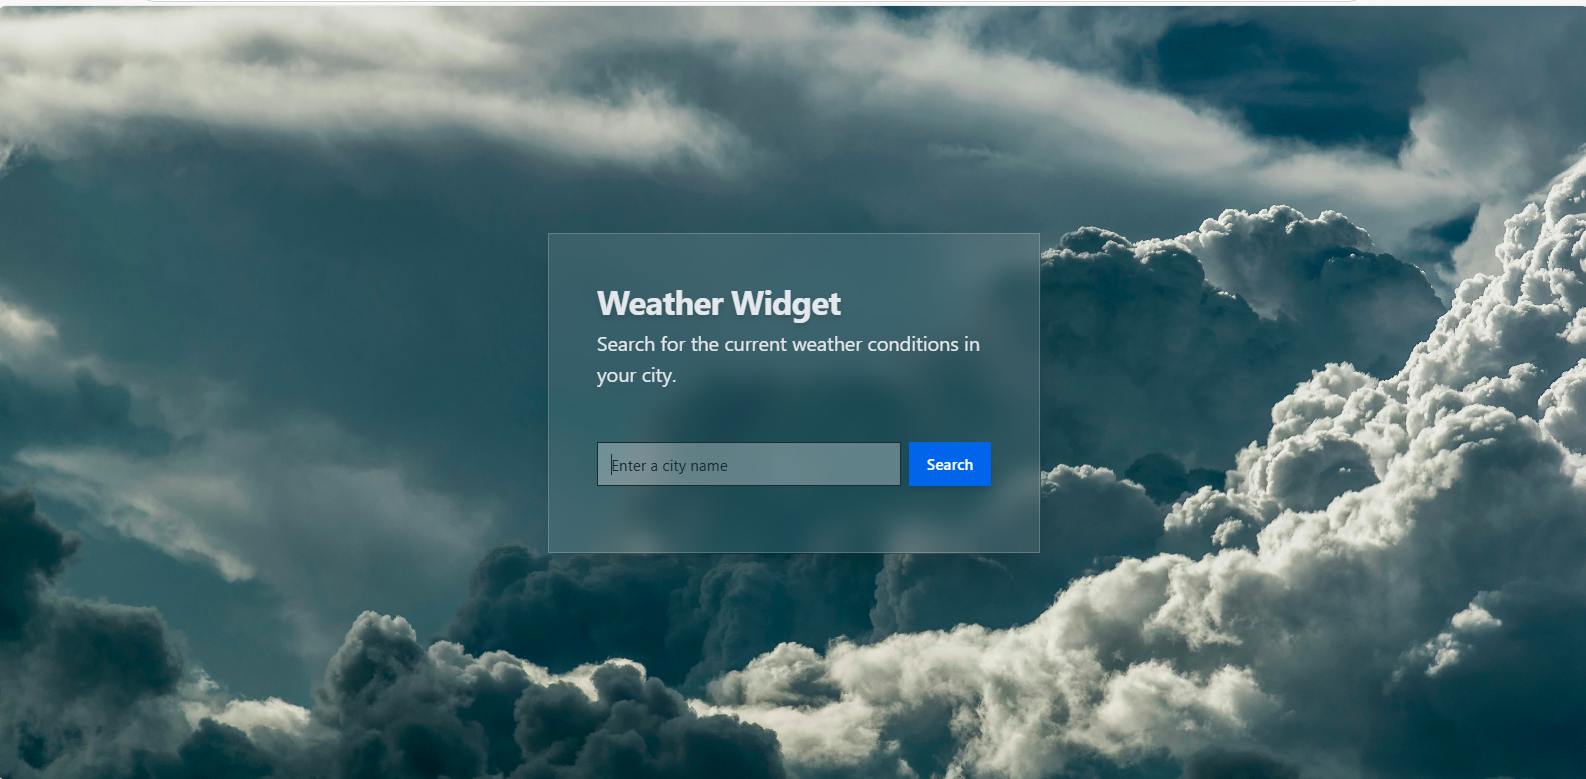 Weather Widget
Search for the current weather conditions in
your city.
Enter a city name
Search